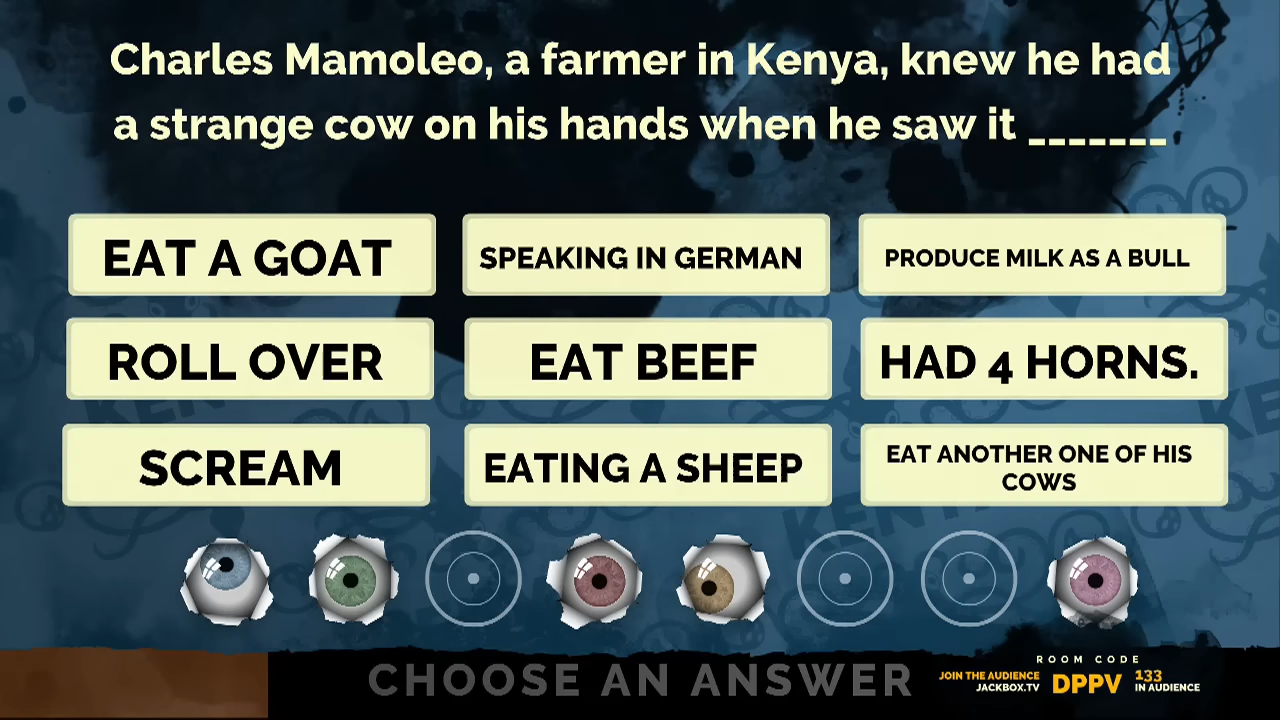 Charles Mamoleo, a farmer in Kenya, knew he had
a strange cow on his hands when he saw it _______
EAT A GOAT
SPEAKING IN GERMAN
PRODUCE MILK AS A BULL
ROLL OVER
EAT BEEF
HAD 4 HORNS.
SCREAM
EATING A SHEEP
EAT ANOTHER ONE OF HIS
COWS
CHOOSE AN ANSWER
ROOM CODE
JOIN THE AUDIENCE
JACKBOX.TV
DPPV
133
IN AUDIENCE